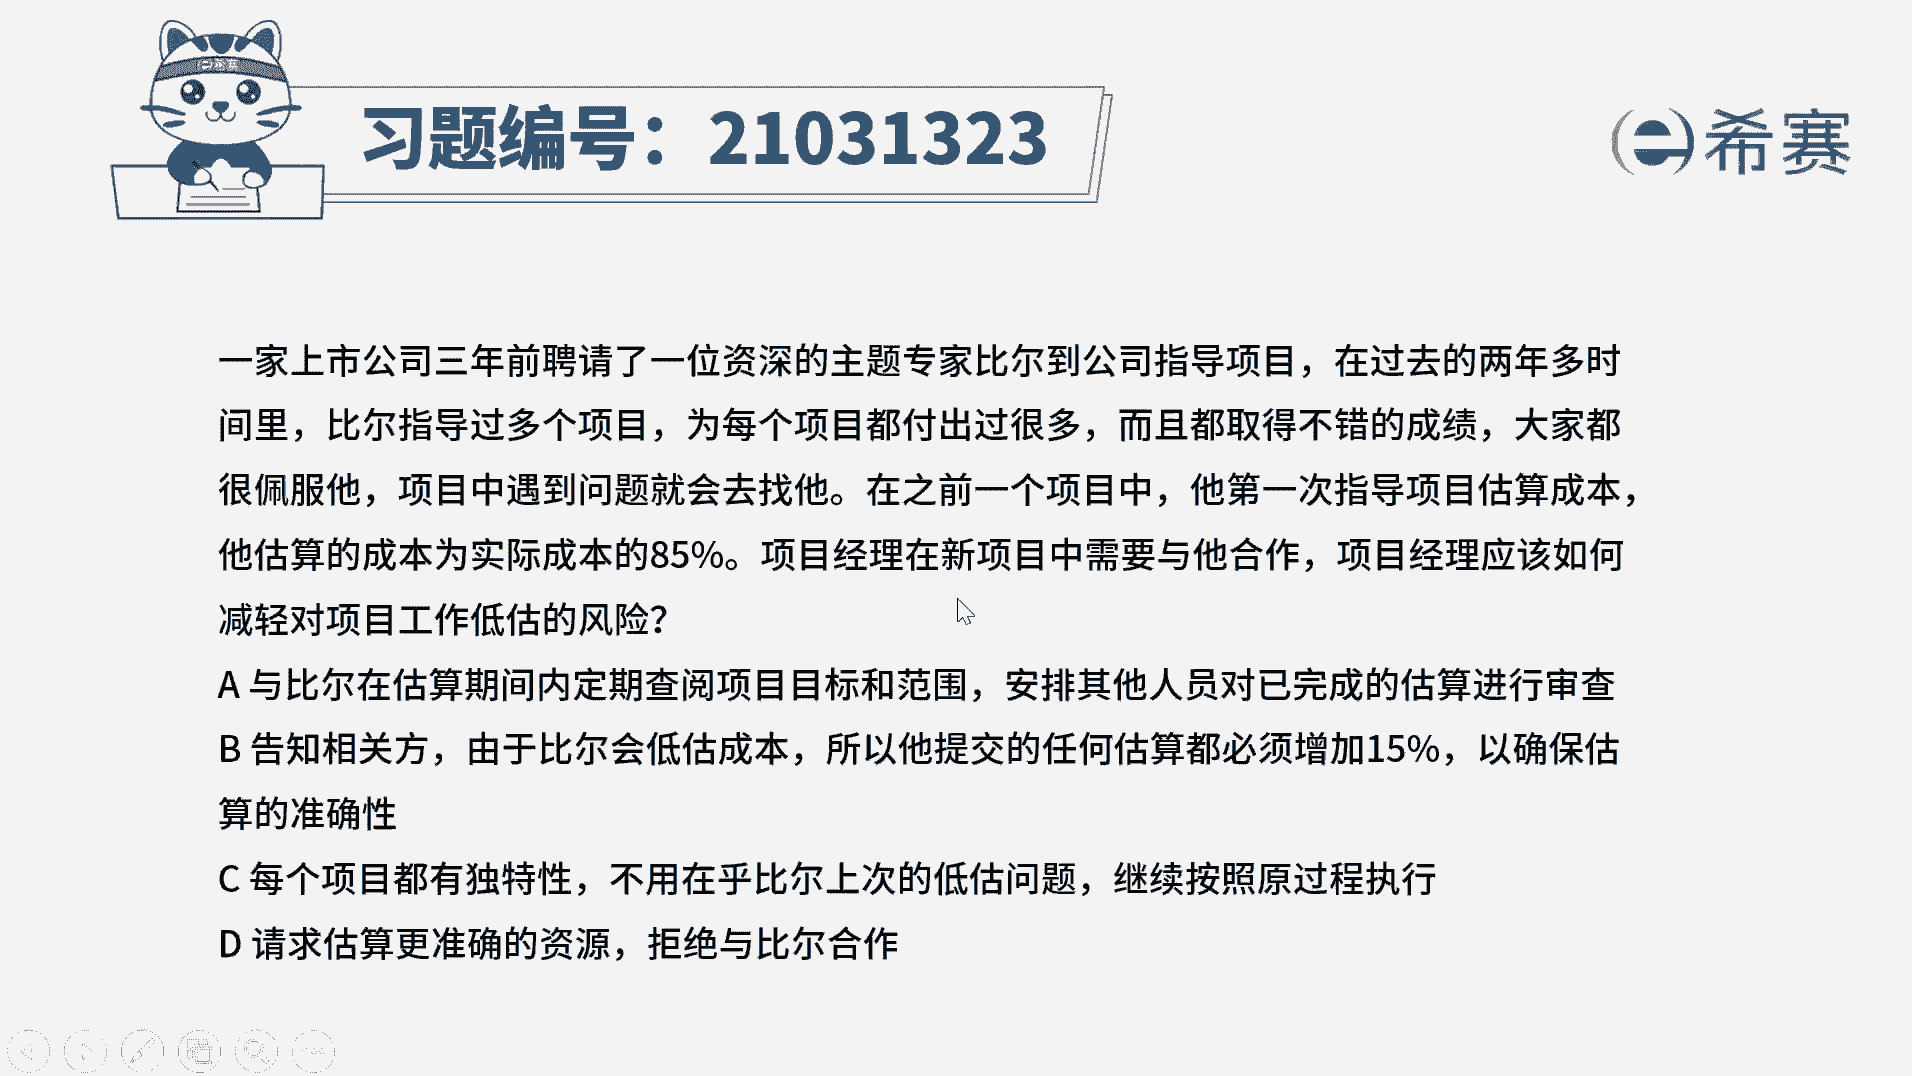 习题编号：21031323
希赛
一家上市公司三年前聘请了一位资深的主题专家比尔到公司指导项目，在过去的两年多时
间里，比尔指导过多个项目，为每个项目都付出过很多，而且都取得不错的成绩，大家都
很佩服他，项目中遇到问题就会去找他。在之前一个项目中，他第一次指导项目估算成本，
他估算的成本为实际成本的85%。项目经理在新项目中需要与他合作，项目经理应该如何
减轻对项目工作低估的风险？
A 与比尔在估算期间内定期查阅项目目标和范围，安排其他人员对已完成的估算进行审查
B 告知相关方，由于比尔会低估成本，所以他提交的任何估算都必须增加15%，以确保估
算的准确性
C 每个项目都有独特性，不用在乎比尔上次的低估问题，继续按照原过程执行
D 请求估算更准确的资源，拒绝与比尔合作